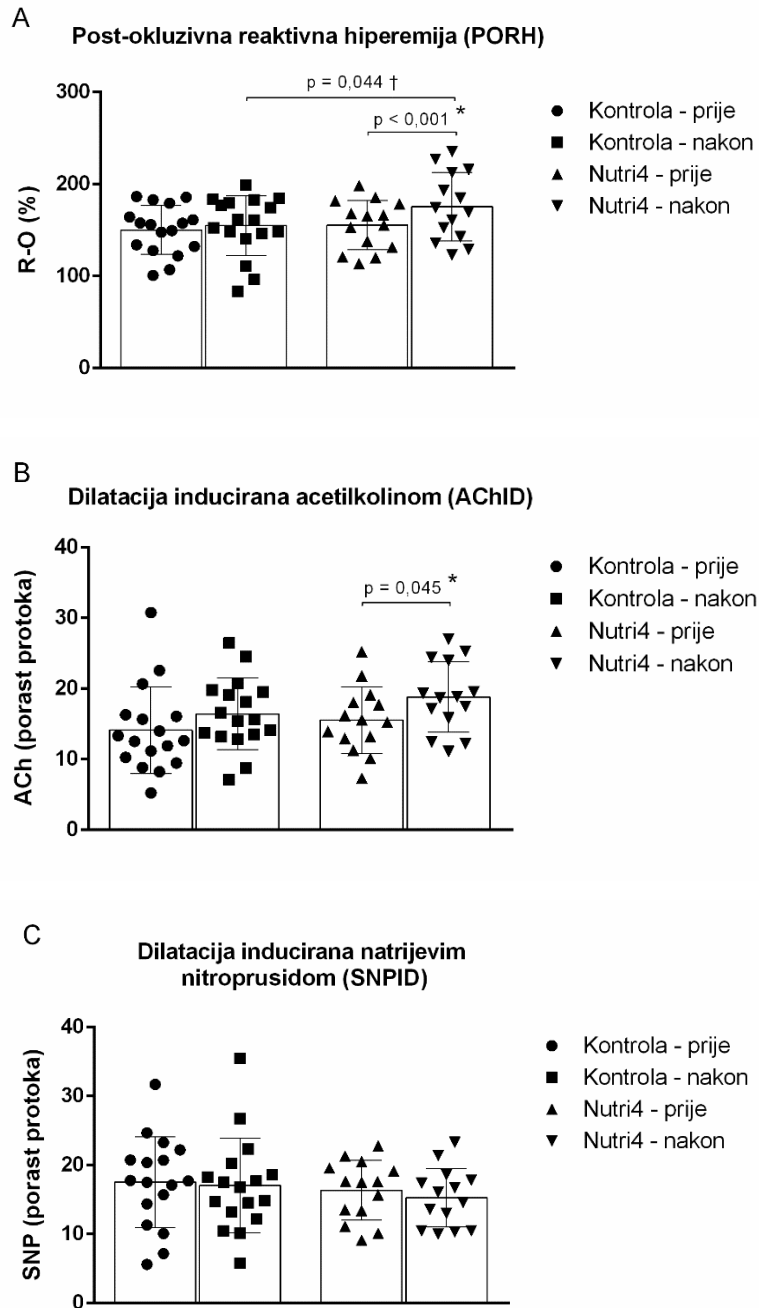 A
Post-okluzivna reaktivna hiperemija (PORH)
p = 0,044 †
p < 0,001 *
300
200
100
0
R-O (%)
Kontrola - prije
Kontrola - nakon
Nutri4 - prije
Nutri4 - nakon
B
Dilatacija inducirana acetilkolinom (AChID)
p = 0,045 *
40
30
20
10
0
ACh (porast protoka)
Kontrola - prije
Kontrola - nakon
Nutri4 - prije
Nutri4 - nakon
C
Dilatacija inducirana natrijevim
nitroprusidom (SNPID)
40
30
20
10
0
SNP (porast protoka)
Kontrola - prije
Kontrola - nakon
Nutri4 - prije
Nutri4 - nakon